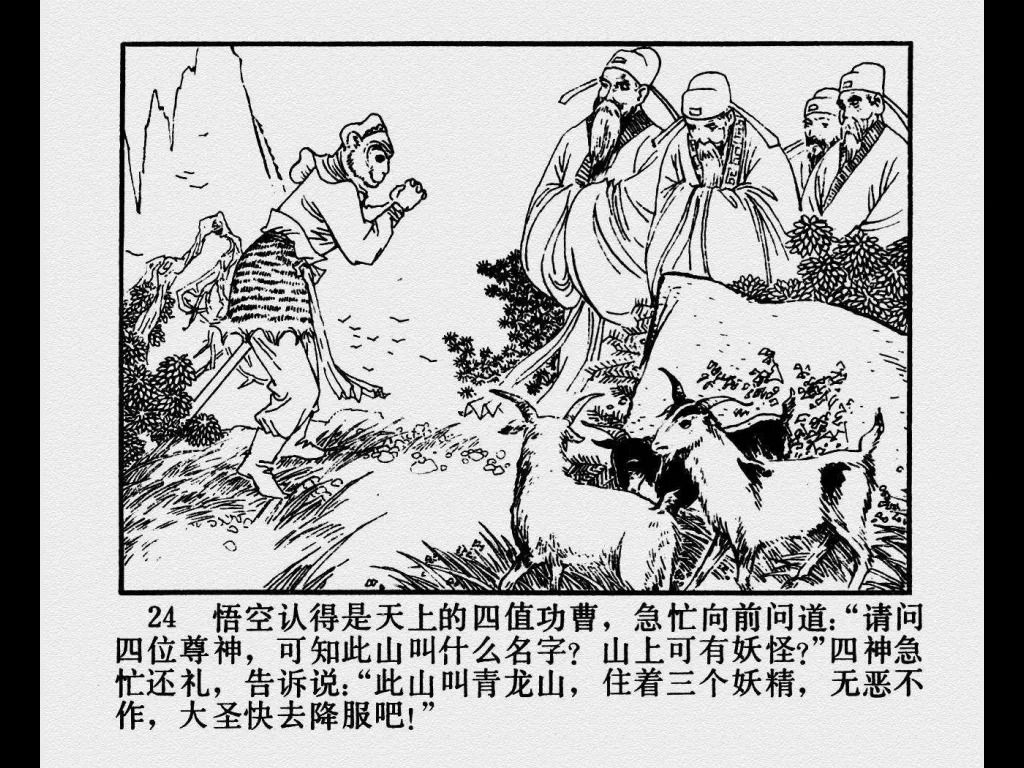 24 悟空认得是天上的四值功曹，急忙向前问道：“请问
四位尊神，可知此山叫什么名字？山上可有妖怪？”四神急
忙还礼，告诉说：“此山叫青龙山，住着三个妖精，无恶不
作，大圣快去降服吧！”